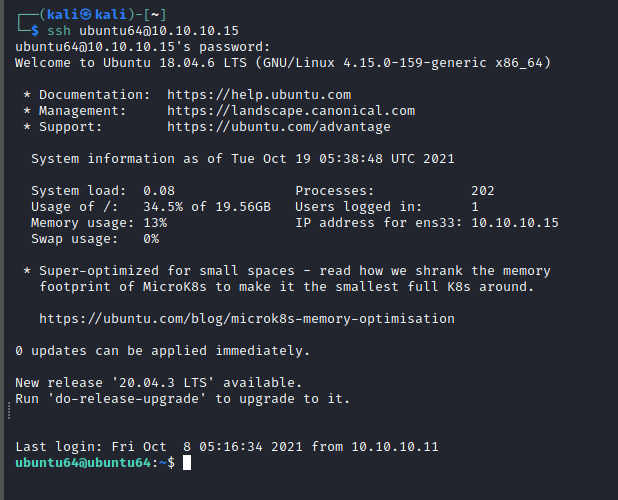 ┌──(kali㉿kali)-[~]
└─$ ssh ubuntu64@10.10.10.15
ubuntu64@10.10.10.15's password:
Welcome to Ubuntu 18.04.6 LTS (GNU/Linux 4.15.0-159-generic x86_64)
* Documentation:  https://help.ubuntu.com
* Management:     https://landscape.canonical.com
* Support:        https://ubuntu.com/advantage
System information as of Tue Oct 19 05:38:48 UTC 2021
System load:  0.08                Processes:            202
Usage of /:   34.5% of 19.56GB   Users logged in:      1
Memory usage: 13%                IP address for ens33: 10.10.10.15
Swap usage:   0%
* Super-optimized for small spaces - read how we shrank the memory
footprint of MicroK8s to make it the smallest full K8s around.
https://ubuntu.com/blog/microk8s-memory-optimisation
0 updates can be applied immediately.
New release '20.04.3 LTS' available.
Run 'do-release-upgrade' to upgrade to it.
Last login: Fri Oct  8 05:16:34 2021 from 10.10.10.11
ubuntu64@ubuntu64:~$